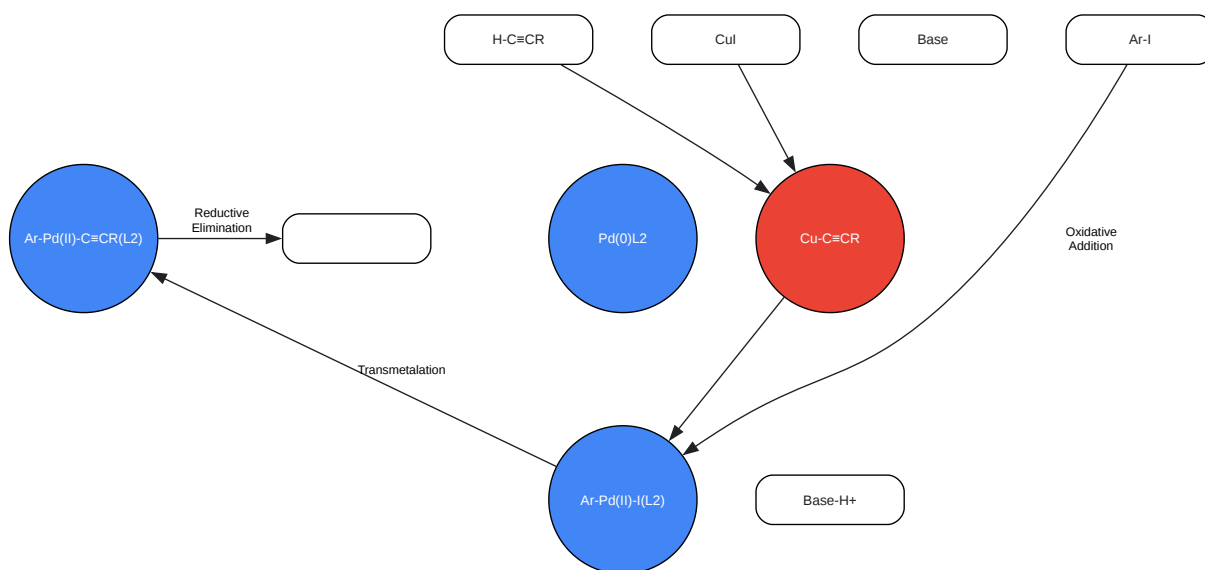 H-C≡CR
CuI
Base
Ar-I
Reductive
Elimination
Ar-Pd(II)-C≡CR(L2)
Pd(0)L2
Cu-C≡CR
Oxidative
Addition
Transmetalation
Ar-Pd(II)-I(L2)
Base-H+